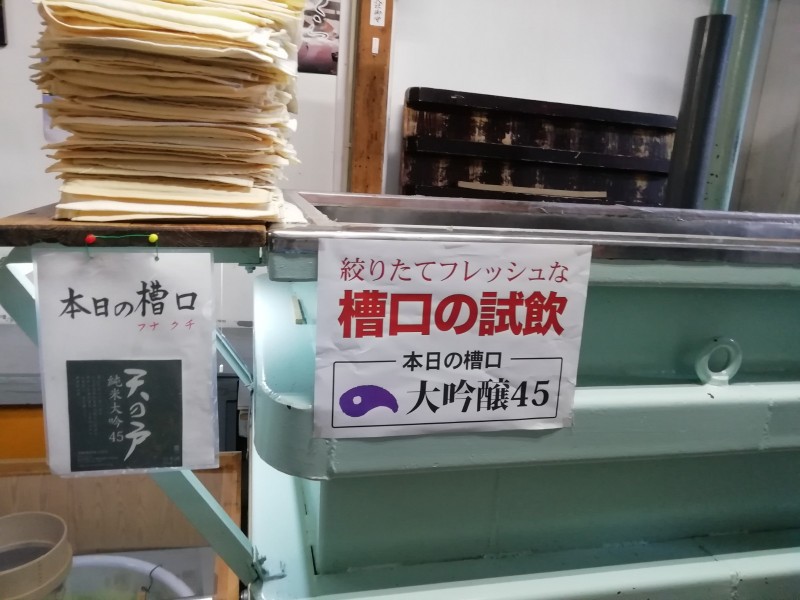 本日の槽口
フナクチ
天の戸
純米大吟
45
絞りたてフレッシュな
槽口の試飲
本日の槽口
大吟醸45